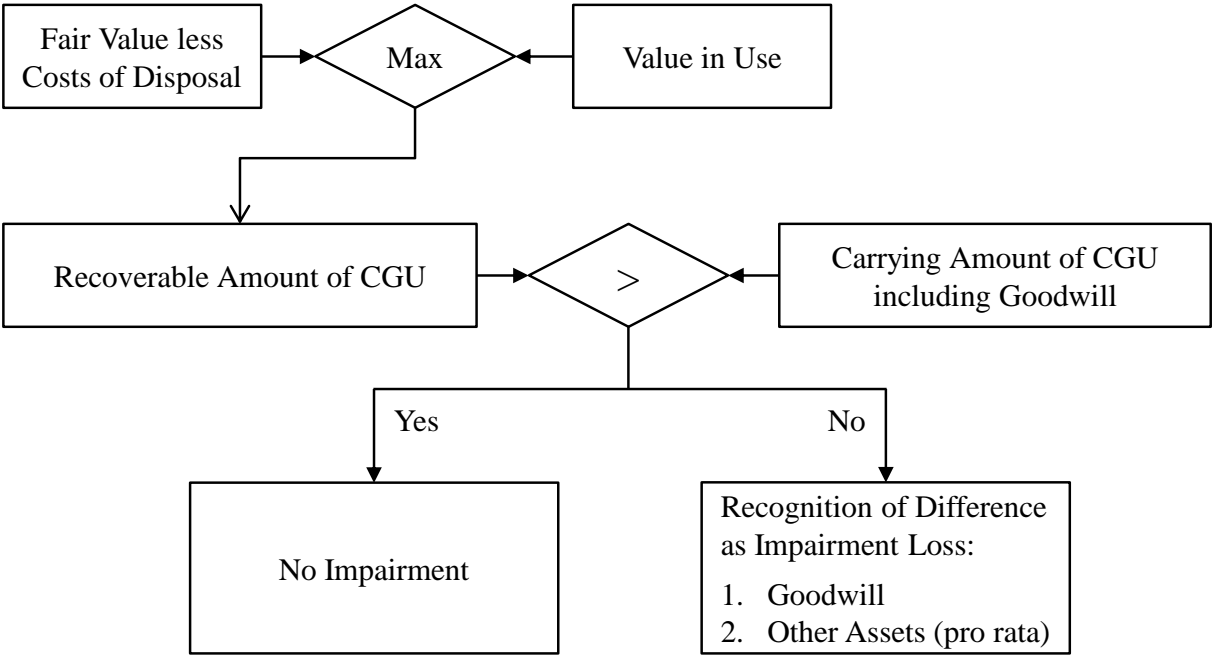 Fair Value less
Costs of Disposal
Max
Value in Use
Recoverable Amount of CGU
>
Carrying Amount of CGU
including Goodwill
Yes
No
No Impairment
Recognition of Difference
as Impairment Loss:
1. Goodwill
2. Other Assets (pro rata)